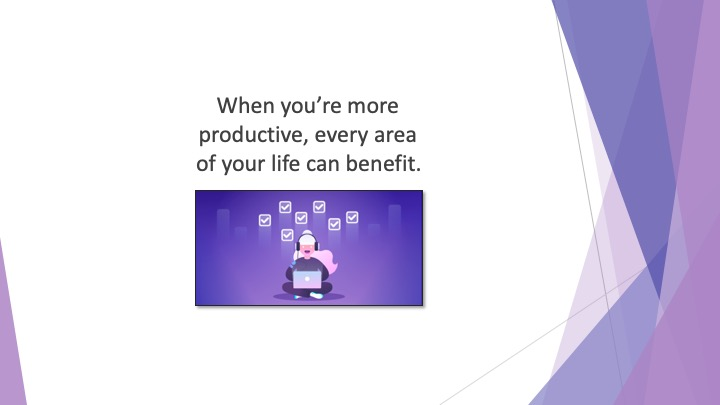 When you’re more
productive, every area
of your life can benefit.